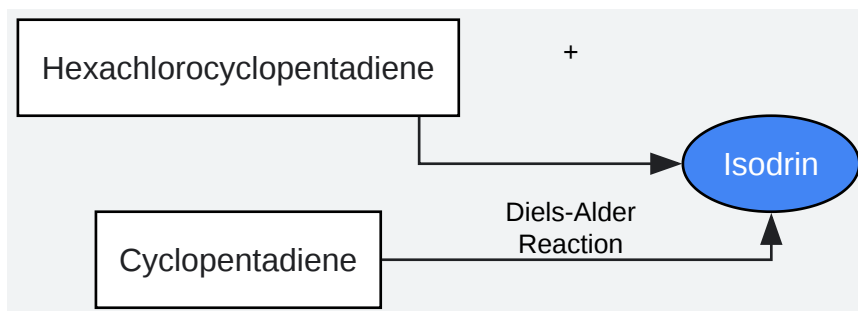 Hexachlorocyclopentadiene
+
Isodrin
Diels-Alder
Reaction
Cyclopentadiene